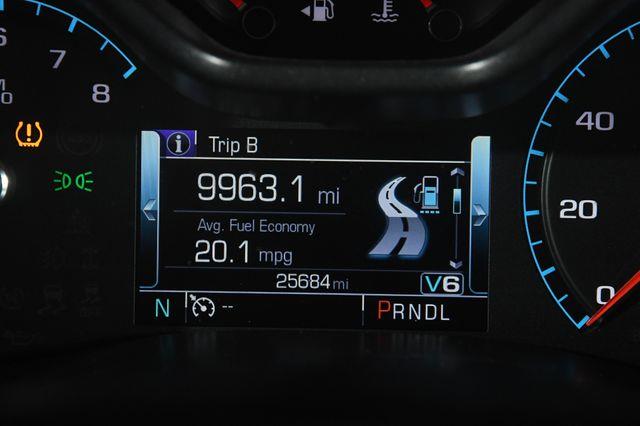 7
8
Trip B
9963.1 mi
Avg. Fuel Economy
20.1 mpg
25684 mi
V6
N
--
PRNDL
40
20
0